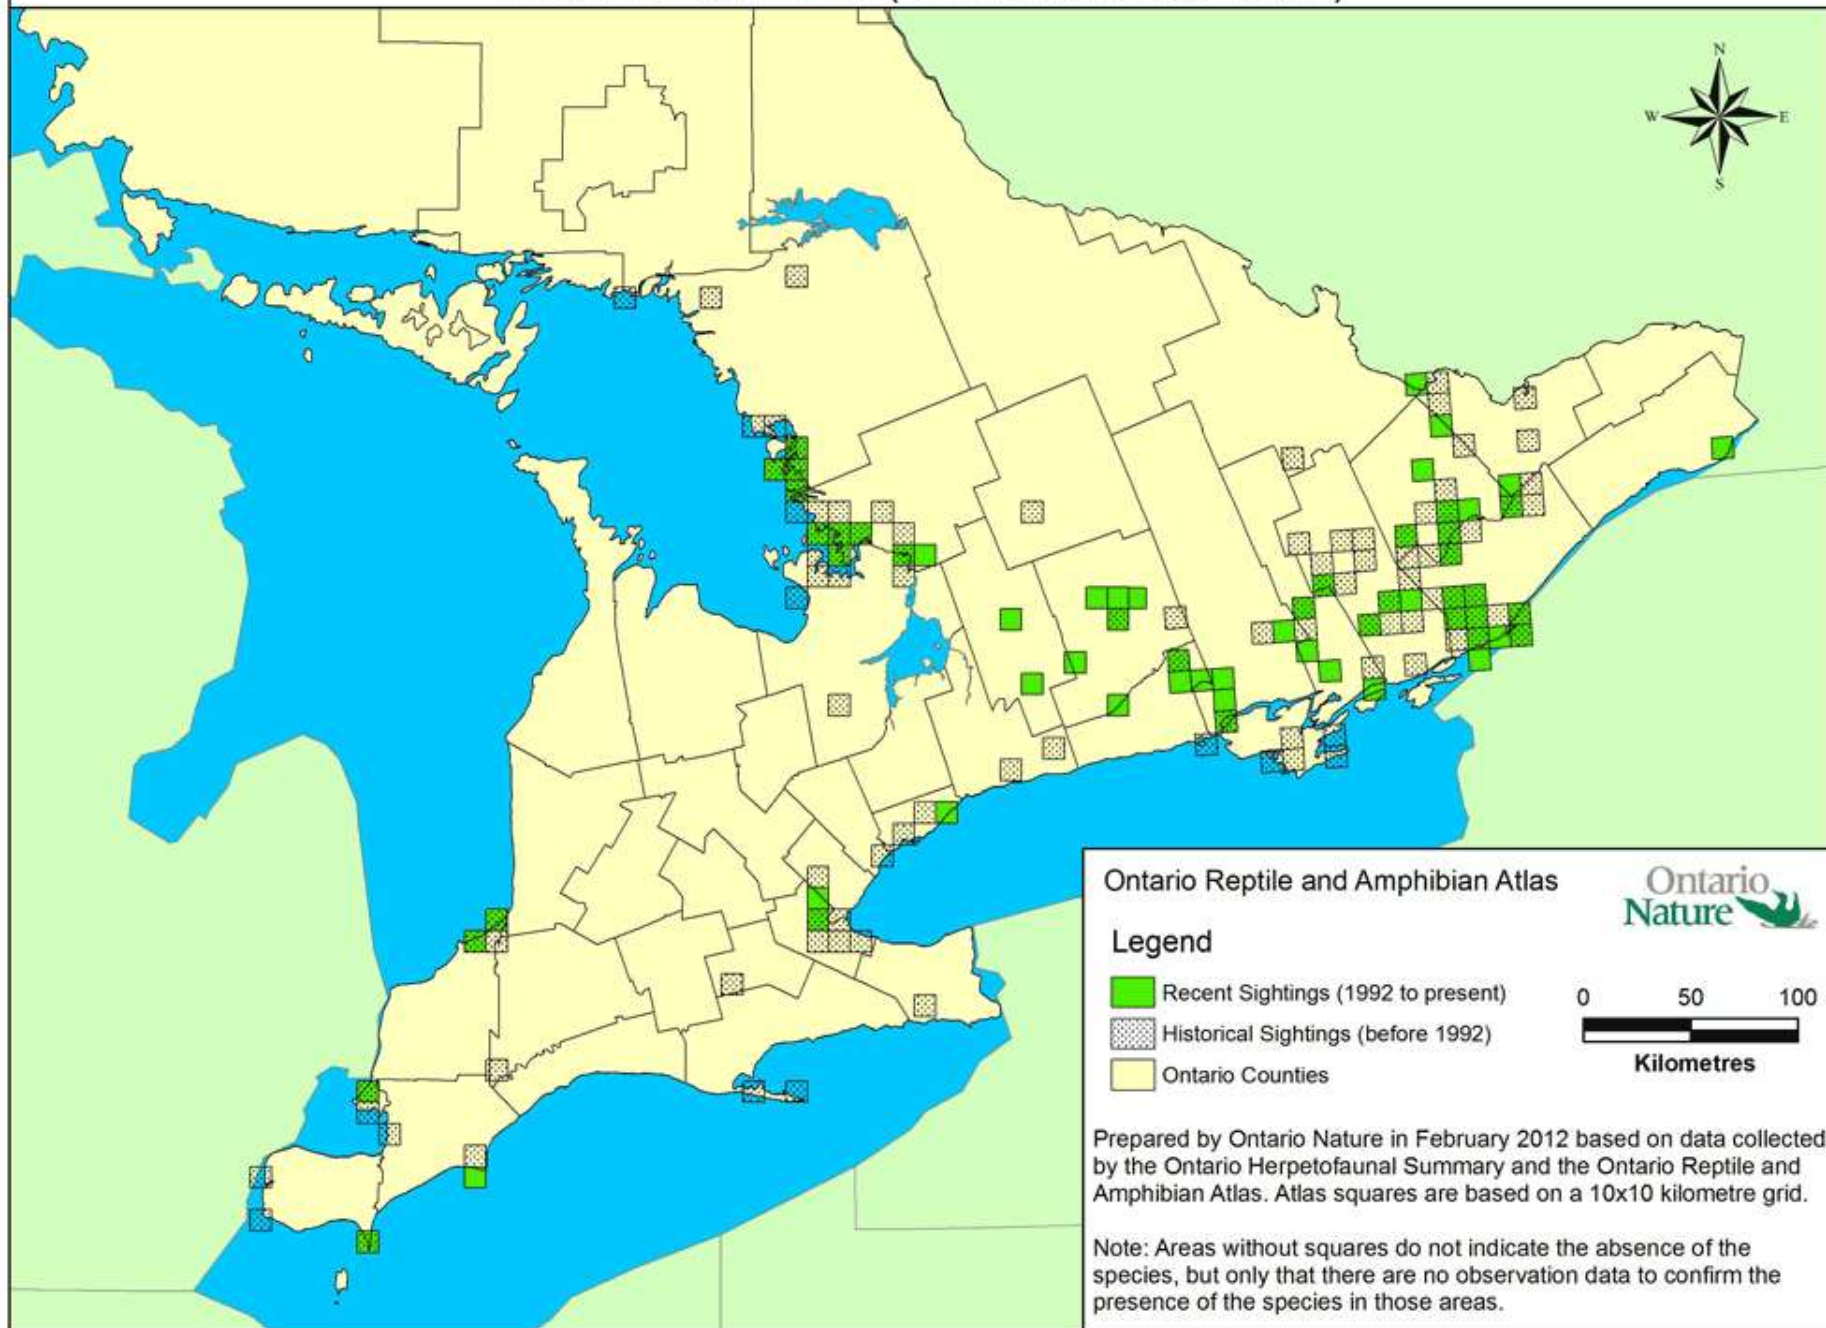 N
W
E
S
Ontario Reptile and Amphibian Atlas
Ontario
Nature
Legend
Recent Sightings (1992 to present)
Historical Sightings (before 1992)
Ontario Counties
0 50 100
Kilometres
Prepared by Ontario Nature in February 2012 based on data collected
by the Ontario Herpetofaunal Summary and the Ontario Reptile and
Amphibian Atlas. Atlas squares are based on a 10x10 kilometre grid.
Note: Areas without squares do not indicate the absence of the
species, but only that there are no observation data to confirm the
presence of the species in those areas.